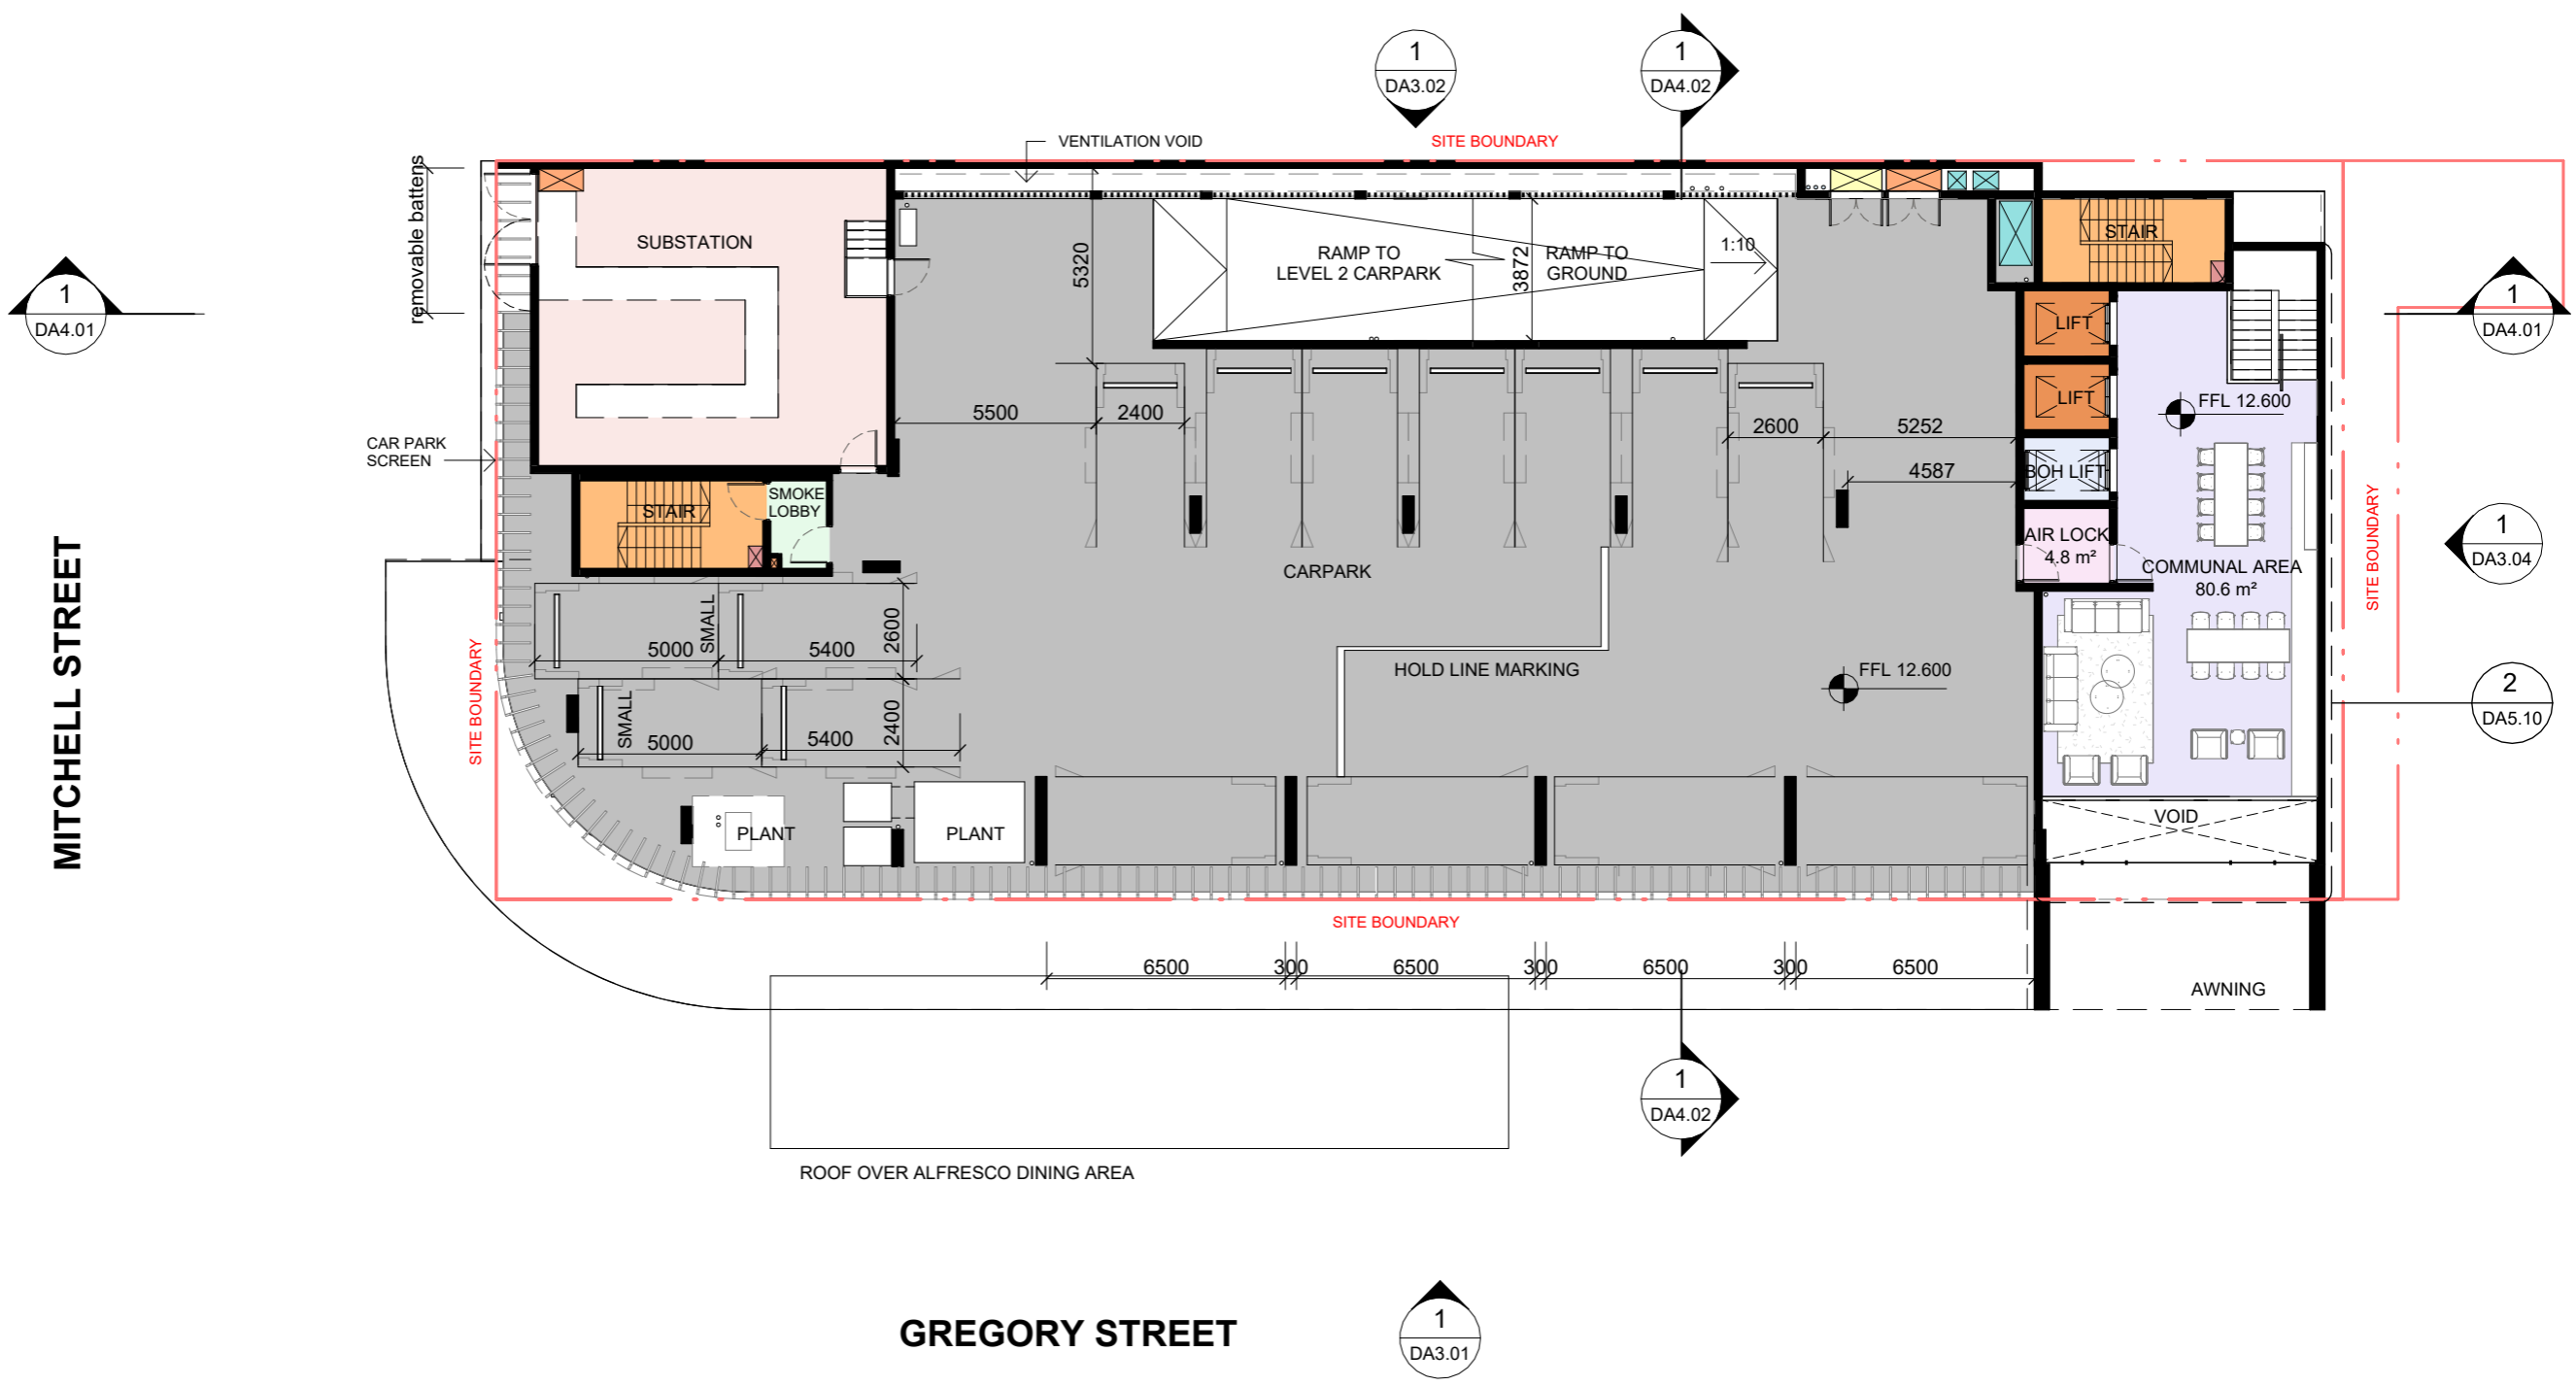 1
DA3.02
1
DA4.02
VENTILATION VOID
SITE BOUNDARY
removable battens
SUBSTATION
5320
RAMP TO
LEVEL 2 CARPARK
RAMP TO
GROUND
3872
1:10
STAIR
1
DA4.01
1
DA4.01
LIFT
LIFT
FFL 12.600
CAR PARK
SCREEN
5500
2400
2600
5252
4587
BOH LIFT
STAIR
SMOKE
LOBBY
AIR LOCK
4.8 m²
COMMUNAL AREA
80.6 m²
SITE BOUNDARY
1
DA3.04
CARPARK
MITCHELL STREET
SITE BOUNDARY
5000
SMALL
5400
2600
HOLD LINE MARKING
FFL 12.600
2
DA5.10
SMALL
5000
5400
2400
PLANT
PLANT
VOID
SITE BOUNDARY
6500
300
6500
300
6500
300
6500
AWNING
1
DA4.02
ROOF OVER ALFRESCO DINING AREA
GREGORY STREET
1
DA3.01